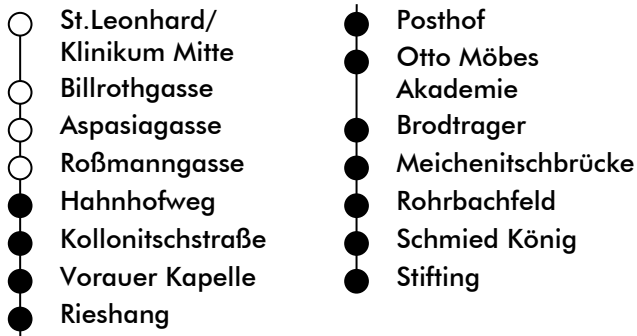 St.Leonhard/
Klinikum Mitte
Billrothgasse
Aspasiagasse
Roßmanngasse
Hahnhofweg
Kollonitschstraße
Vorauer Kapelle
Rieshang
Posthof
Otto Möbes
Akademie
Brodtrager
Meichenitschbrücke
Rohrbachfeld
Schmied König
Stifting